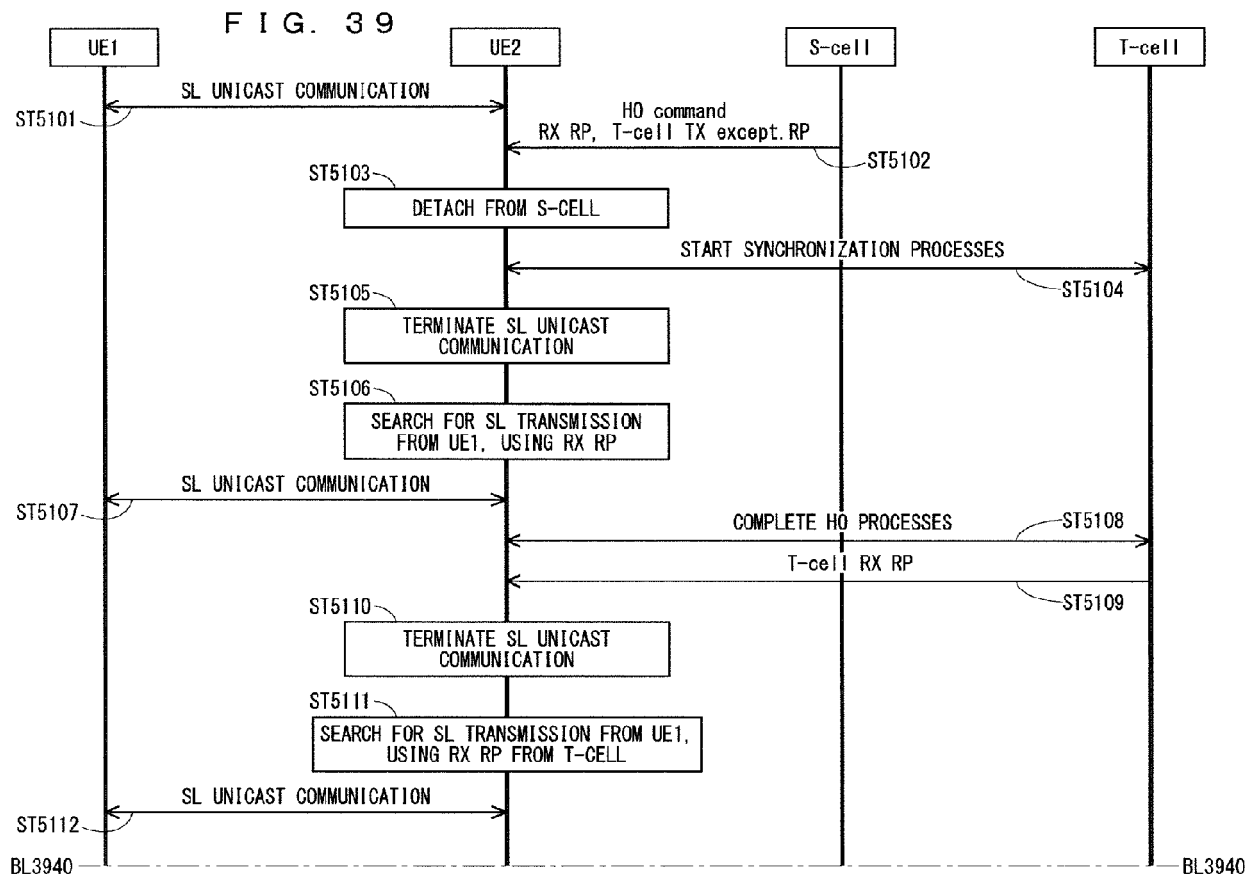 FIG. 39
UE1
UE2
S-cell
T-cell
SL UNICAST COMMUNICATION
ST5101
HO command
RX RP, T-cell TX except.RP
ST5102
ST5103
DETACH FROM S-CELL
START SYNCHRONIZATION PROCESSES
ST5104
ST5105
TERMINATE SL UNICAST
COMMUNICATION
ST5106
SEARCH FOR SL TRANSMISSION
FROM UE1, USING RX RP
SL UNICAST COMMUNICATION
ST5107
COMPLETE HO PROCESSES
ST5108
T-cell RX RP
ST5109
ST5110
TERMINATE SL UNICAST
COMMUNICATION
ST5111
SEARCH FOR SL TRANSMISSION FROM UE1,
USING RX RP FROM T-CELL
SL UNICAST COMMUNICATION
ST5112
BL3940
BL3940